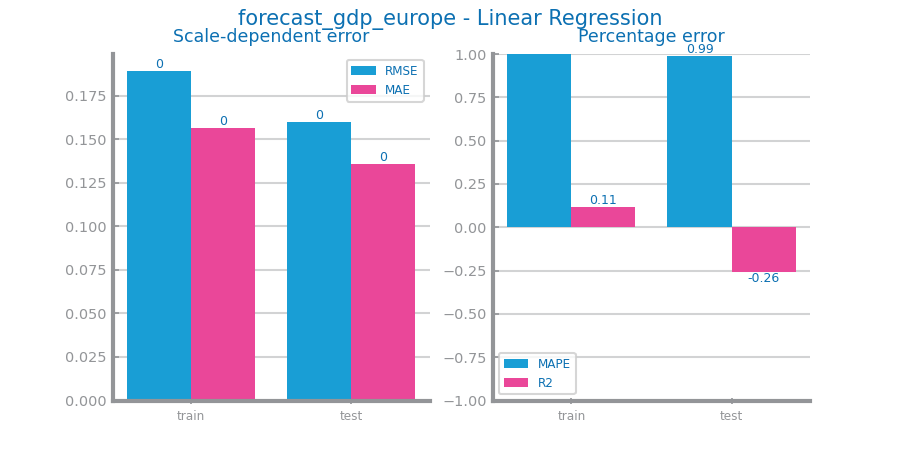 forecast_gdp_europe - Linear Regression
Scale-dependent error
Percentage error
0
0
0
0
RMSE
MAE
0.175
0.150
0.125
0.100
0.075
0.050
0.025
0.000
train
test
1.00
0.75
0.50
0.25
0.00
−0.25
−0.50
−0.75
−1.00
0.99
0.11
-0.26
MAPE
R2
train
test